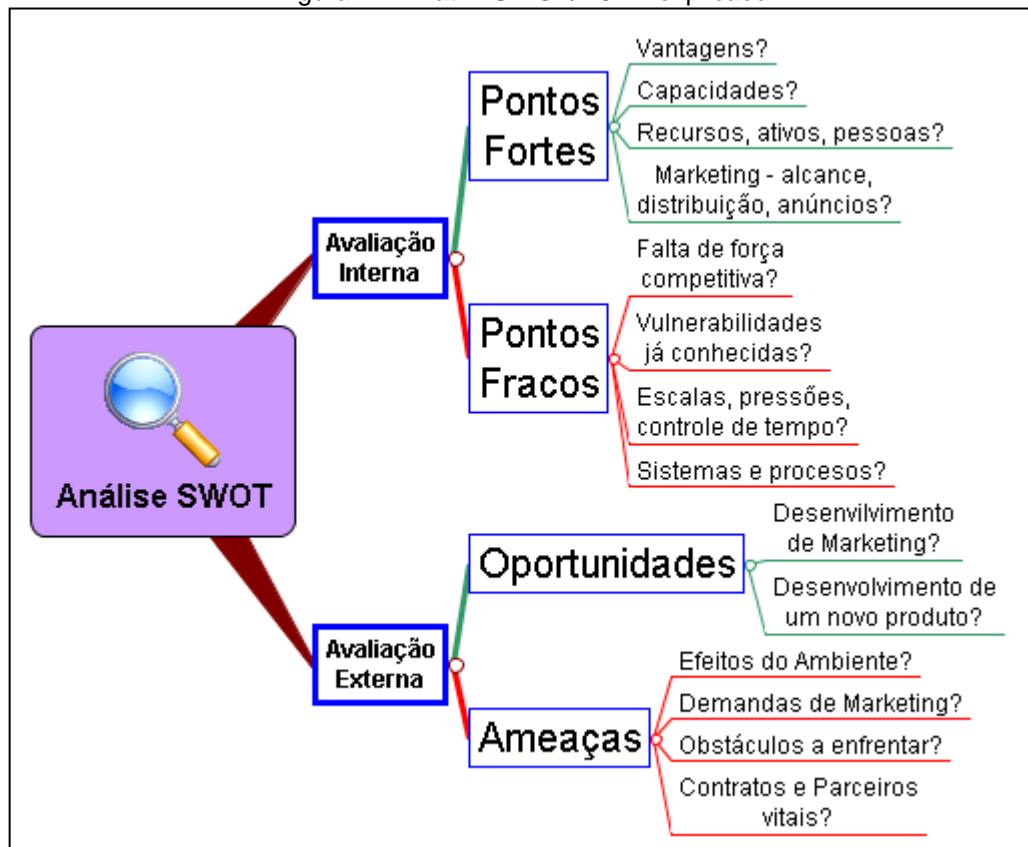 Vantagens?
Pontos
Fortes
Capacidades?
Recursos, ativos, pessoas?
Marketing - alcance,
distribuição, anúncios?
Avaliação
Interna
Falta de força
competitiva?
Pontos
Fracos
Vulnerabilidades
já conhecidas?
Escalas, pressões,
controle de tempo?
Sistemas e procesos?
Análise SWOT
Oportunidades
Desenvilvimento
de Marketing?
Desenvolvimento de
um novo produto?
Avaliação
Externa
Ameaças
Efeitos do Ambiente?
Demandas de Marketing?
Obstáculos a enfrentar?
Contratos e Parceiros
vitais?